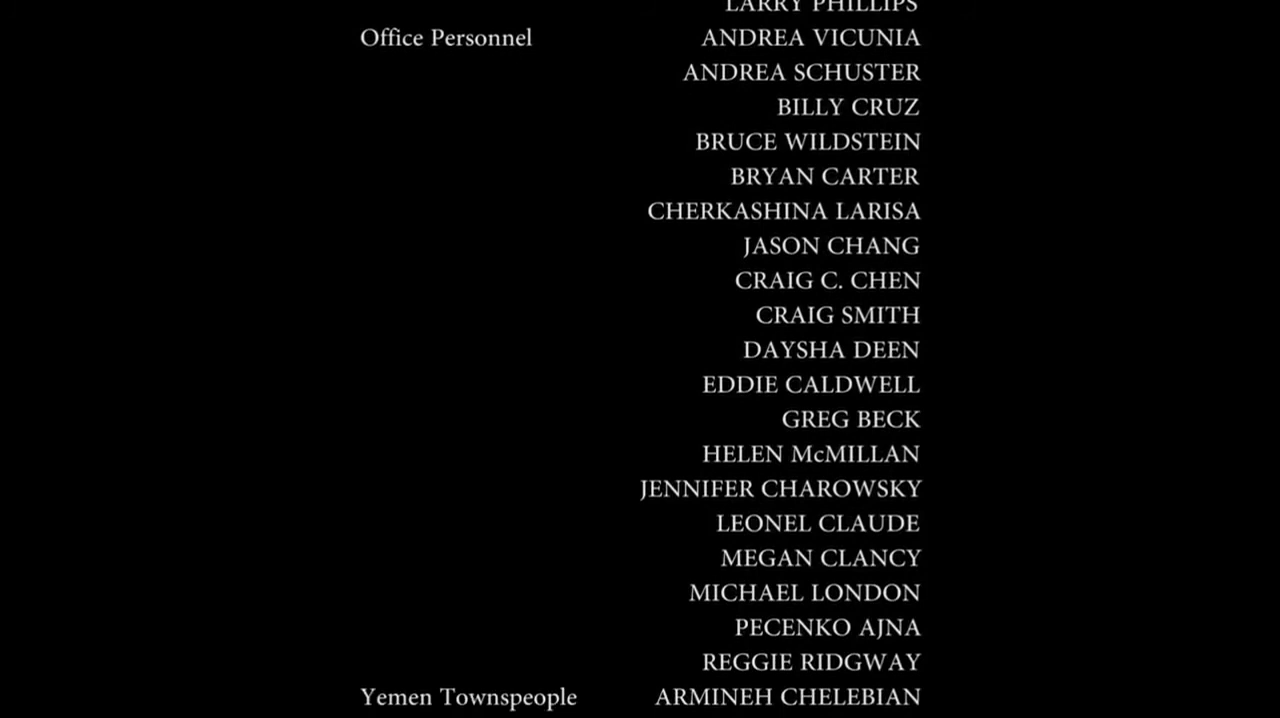 LARRY PHILLIPS
Office Personnel ANDREA VICUNIA
ANDREA SCHUSTER
BILLY CRUZ
BRUCE WILDSTEIN
BRYAN CARTER
CHERKASHINA LARISA
JASON CHANG
CRAIG C. CHEN
CRAIG SMITH
DAYSHA DEEN
EDDIE CALDWELL
GREG BECK
HELEN McMILLAN
JENNIFER CHAROWSKY
LEONEL CLAUDE
MEGAN CLANCY
MICHAEL LONDON
PECENKO AJNA
REGGIE RIDGWAY
Yemen Townspeople ARMINEH CHELEBIAN